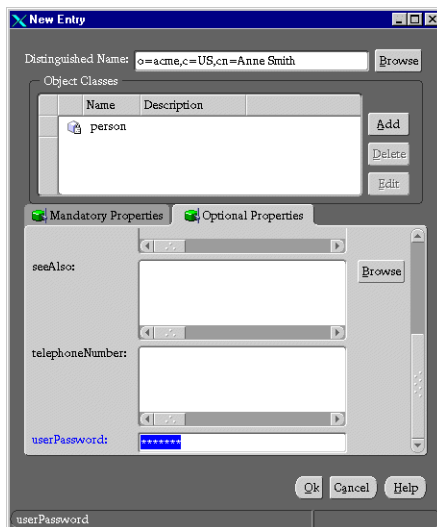 New Entry
Distinguished Name: o=acme,c=US,cn=Anne Smith Browse
Object Classes
Name Description
person
Add
Delete
Edit
Mandatory Properties Optional Properties
seeAlso: Browse
telephoneNumber:
userPassword: *******
Ok Cancel Help
userPassword